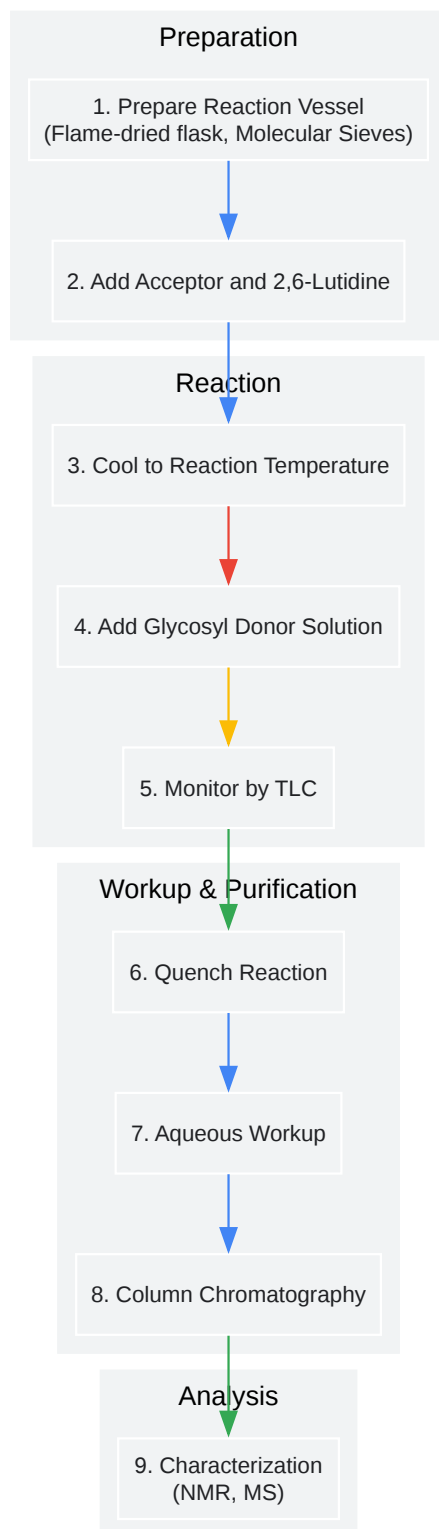 Preparation
1. Prepare Reaction Vessel
(Flame-dried flask, Molecular Sieves)
2. Add Acceptor and 2,6-Lutidine
Reaction
3. Cool to Reaction Temperature
4. Add Glycosyl Donor Solution
5. Monitor by TLC
Workup & Purification
6. Quench Reaction
7. Aqueous Workup
8. Column Chromatography
Analysis
9. Characterization
(NMR, MS)